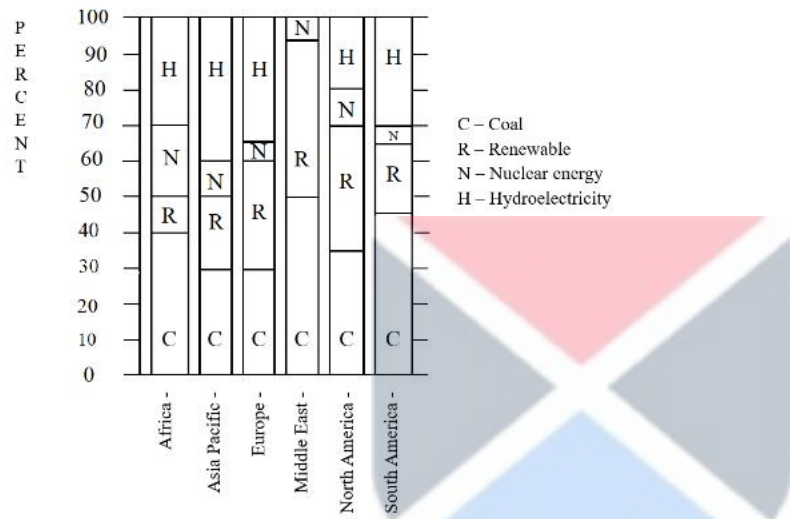 PERCENT
100
90
80
70
60
50
40
30
20
10
0
H H H N H H
N N N R N N
R R R R R
C C C C C
Africa -
Asia Pacific -
Europe -
Middle East -
North America -
South America -
C – Coal
R – Renewable
N – Nuclear energy
H – Hydroelectricity